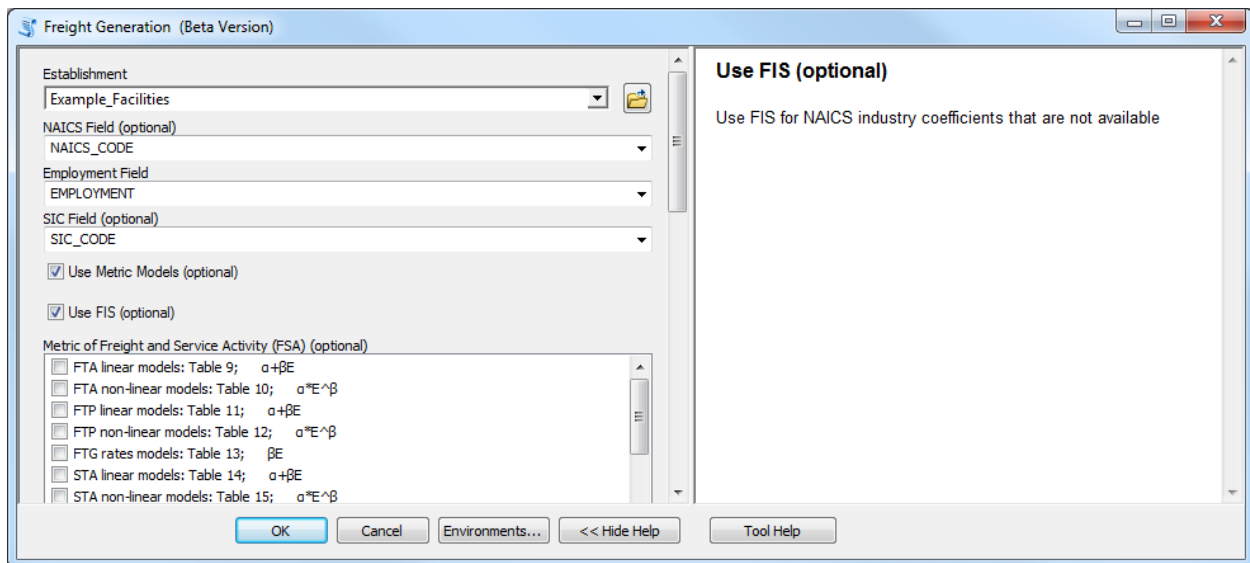 Freight Generation (Beta Version)
Establishment
Example_Facilities
NAICS Field (optional)
NAICS_CODE
Employment Field
EMPLOYMENT
SIC Field (optional)
SIC_CODE
Use Metric Models (optional)
Use FIS (optional)
Metric of Freight and Service Activity (FSA) (optional)
FTA linear models: Table 9; α+βE
FTA non-linear models: Table 10; α*E^β
FTP linear models: Table 11; α+βE
FTP non-linear models: Table 12; α*E^β
FTG rates models: Table 13; βE
STA linear models: Table 14; α+βE
STA non-linear models: Table 15; α*E^β
Use FIS (optional)
Use FIS for NAICS industry coefficients that are not available
OK
Cancel
Environments...
<< Hide Help
Tool Help